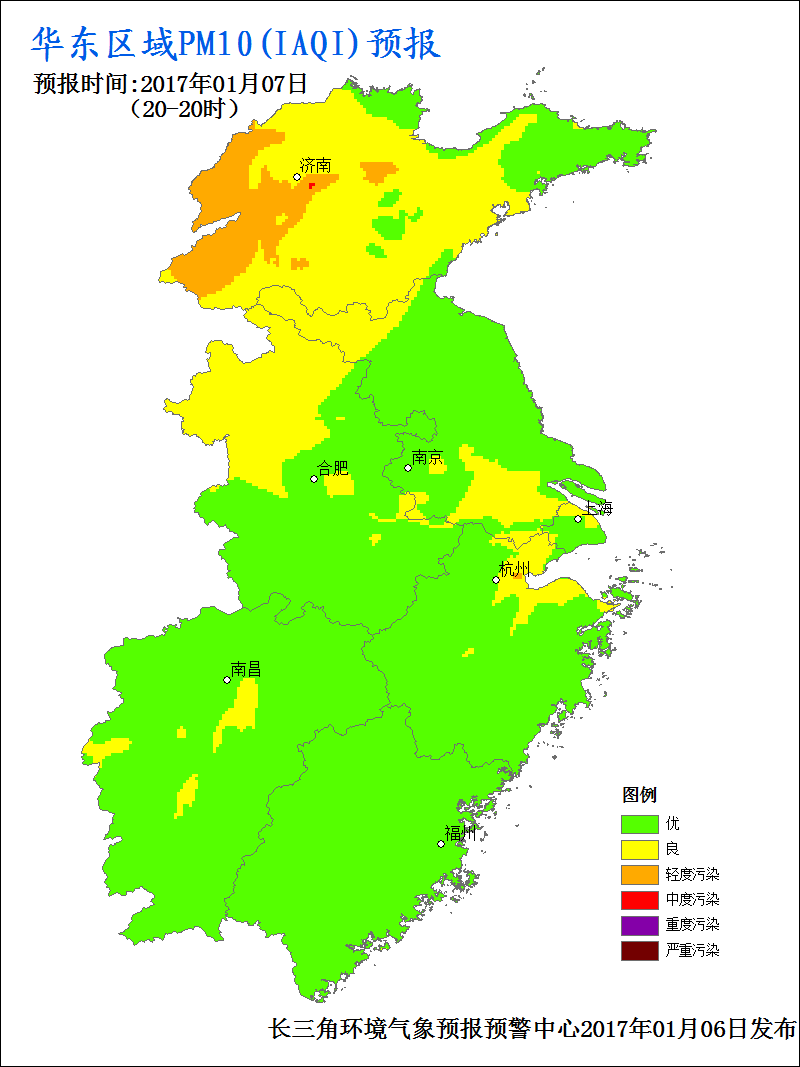 华东区域PM10(IAQI)预报
预报时间:2017年01月07日
（20-20时）
济南
南京
合肥
上海
杭州
南昌
福州
图例
优
良
轻度污染
中度污染
重度污染
严重污染
长三角环境气象预报预警中心2017年01月06日发布